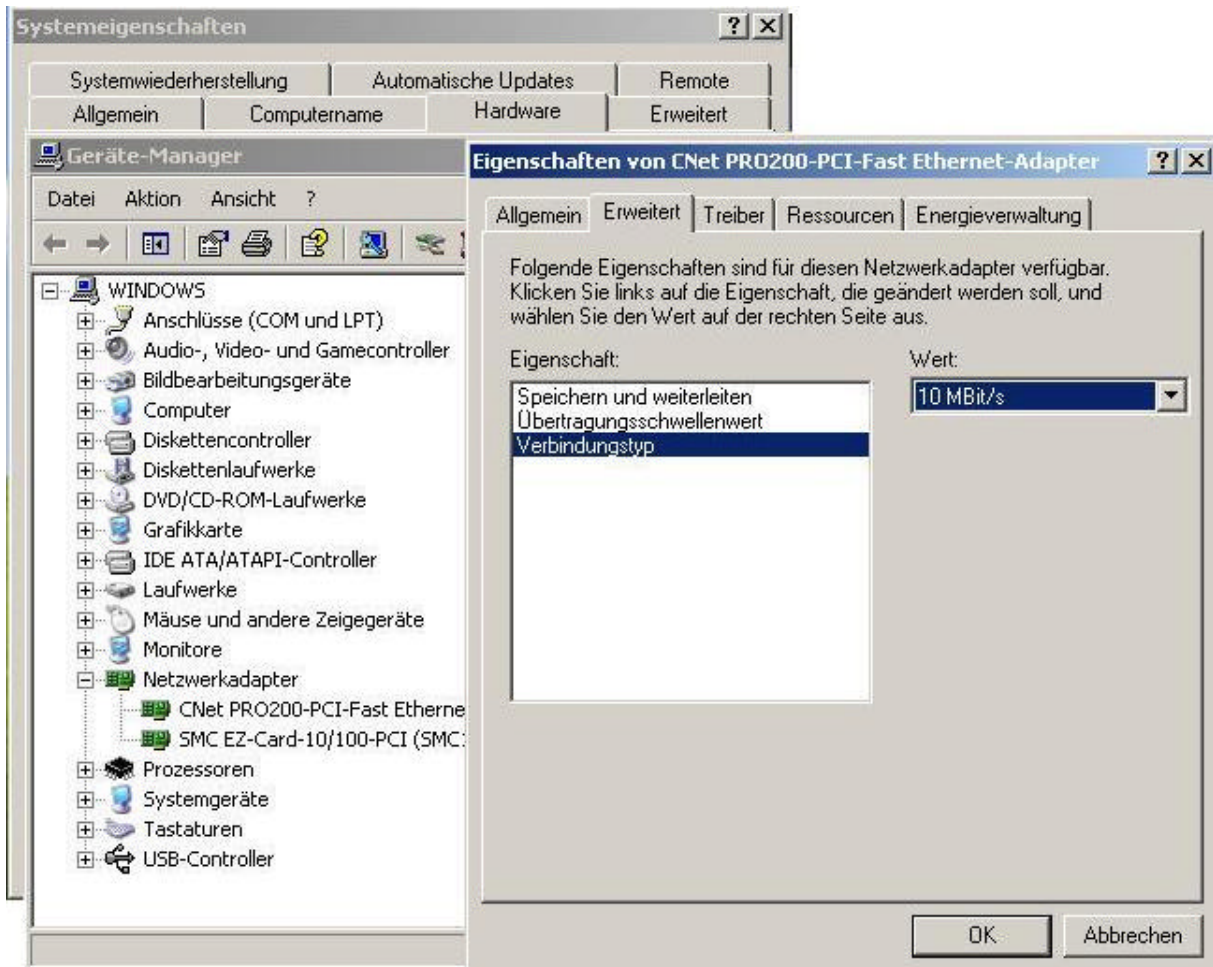 Systemeigenschaften
Systemwiederherstellung Automatische Updates Remote
Allgemein Computername Hardware Erweitert
Geräte-Manager
Datei Aktion Ansicht ?
WINDOWS
Anschlüsse (COM und LPT)
Audio-, Video- und Gamecontroller
Bildbearbeitungsgeräte
Computer
Diskettencontroller
Diskettenlaufwerke
DVD/CD-ROM-Laufwerke
Grafikkarte
IDE ATA/ATAPI-Controller
Laufwerke
Mäuse und andere Zeigegeräte
Monitore
Netzwerkadapter
CNet PRO200-PCI-Fast Etherne
SMC EZ-Card-10/100-PCI (SMC
Prozessoren
Systemgeräte
Tastaturen
USB-Controller
Eigenschaften von CNet PRO200-PCI-Fast Ethernet-Adapter
Allgemein Erweitert Treiber Ressourcen Energieverwaltung
Folgende Eigenschaften sind für diesen Netzwerkadapter verfügbar.
Klicken Sie links auf die Eigenschaft, die geändert werden soll, und
wählen Sie den Wert auf der rechten Seite aus.
Eigenschaft: Wert:
Speichern und weiterleiten
Übertragungsschwellenwert
Verbindungstyp
10 MBit/s
OK Abbrechen